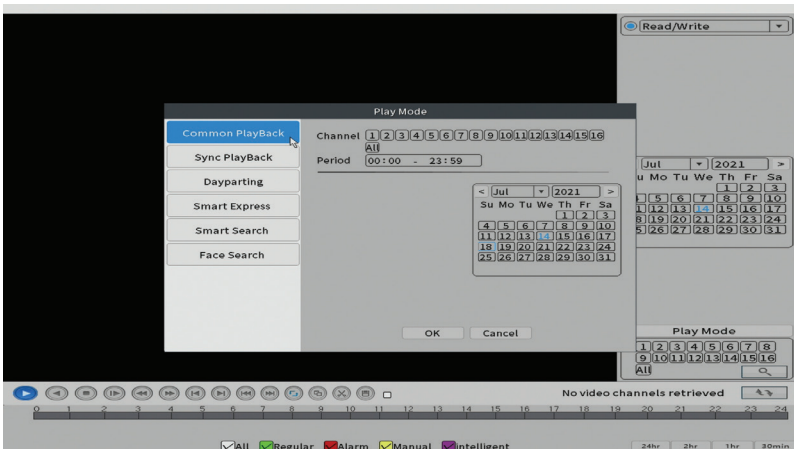 Read/Write
Play Mode
Common PlayBack
Sync PlayBack
Dayparting
Smart Express
Smart Search
Face Search
Channel 1 2 3 4 5 6 7 8 9 10 11 12 13 14 15 16
All
Period 00:00 - 23:59
< Jul 2021 >
Su Mo Tu We Th Fr Sa
1 2 3
4 5 6 7 8 9 10
11 12 13 14 15 16 17
18 19 20 21 22 23 24
25 26 27 28 29 30 31
OK Cancel
Jul 2021 >
u Mo Tu We Th Fr Sa
1 2 3
5 6 7 8 9 10
12 13 14 15 16 17
19 20 21 22 23 24
26 27 28 29 30 31
Play Mode
1 2 3 4 5 6 7 8
9 10 11 12 13 14 15 16
All
No video channels retrieved
0 1 2 3 4 5 6 7 8 9 10 11 12 13 14 15 16 17 18 19 20 21 22 23 24
All Regular Alarm Manual intelligent
24hr 2hr 1hr 30min